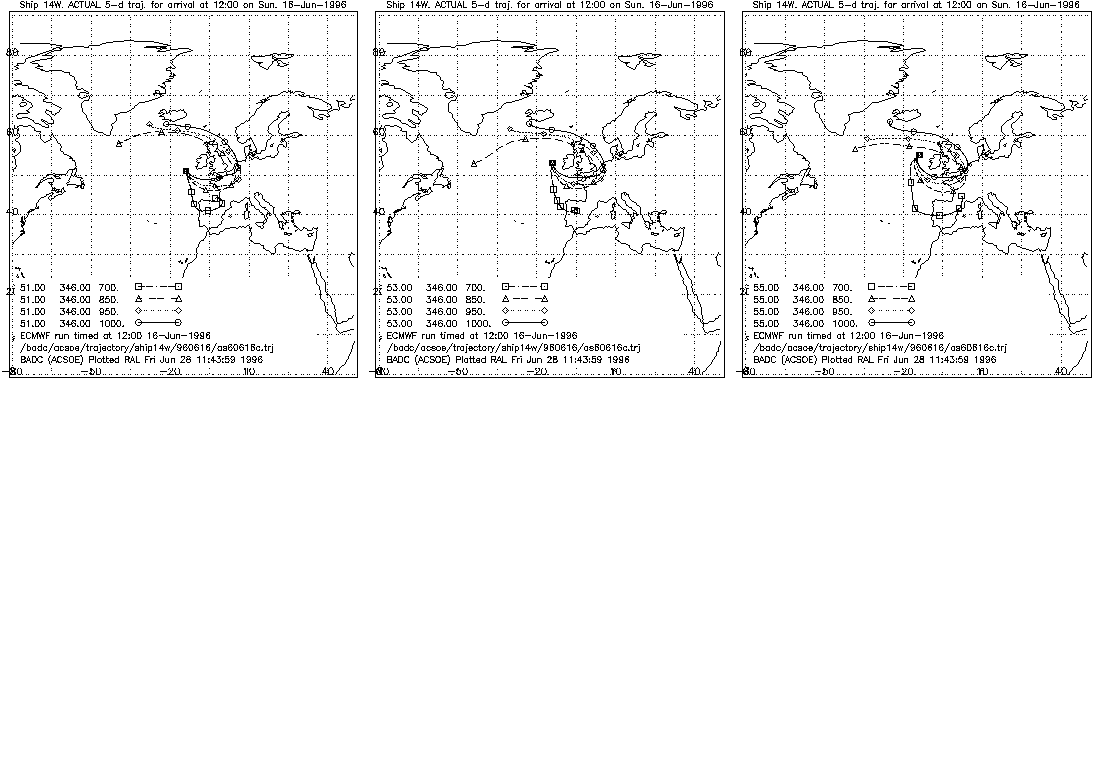 Ship 14W. ACTUAL 5-d traj. for arrival at 12:00 on Sun. 16-Jun-1996
80
60
40
51.00 346.00 700.
51.00 346.00 850.
51.00 346.00 950.
51.00 346.00 1000.
ECMWF run timed at 12:00 16-Jun-1996
/badc/acsoe/trajectory/ship14w/960616/as60616c.trj
BADC (ACSOE) Plotted RAL Fri Jun 28 11:43:59 1996
-50 -20 10 40
Ship 14W. ACTUAL 5-d traj. for arrival at 12:00 on Sun. 16-Jun-1996
80
60
40
53.00 346.00 700.
53.00 346.00 850.
53.00 346.00 950.
53.00 346.00 1000.
ECMWF run timed at 12:00 16-Jun-1996
/badc/acsoe/trajectory/ship14w/960616/as60616c.trj
BADC (ACSOE) Plotted RAL Fri Jun 28 11:43:59 1996
-50 -20 10 40
Ship 14W. ACTUAL 5-d traj. for arrival at 12:00 on Sun. 16-Jun-1996
80
60
40
55.00 346.00 700.
55.00 346.00 850.
55.00 346.00 950.
55.00 346.00 1000.
ECMWF run timed at 12:00 16-Jun-1996
/badc/acsoe/trajectory/ship14w/960616/as60616c.trj
BADC (ACSOE) Plotted RAL Fri Jun 28 11:43:59 1996
-50 -20 10 40